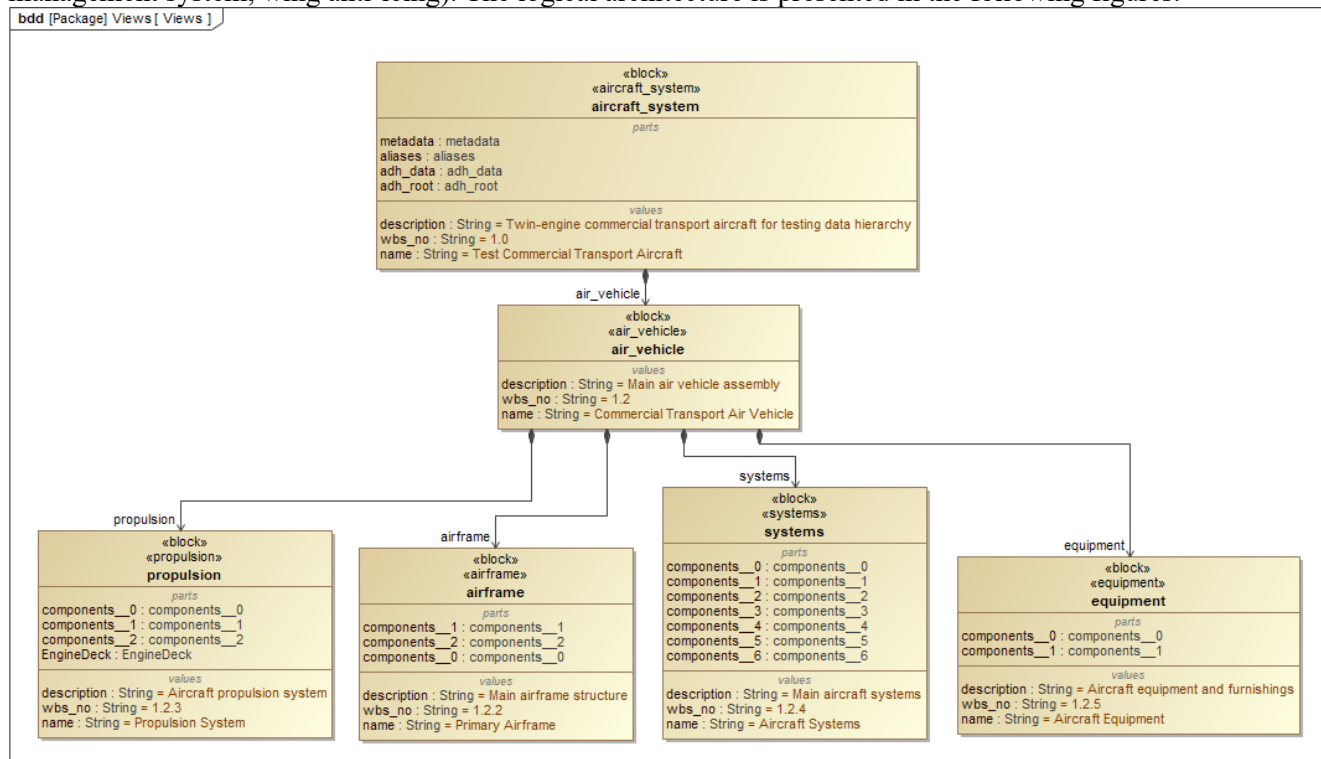 management system, wing anti-icing). The logical architecture is presented in the following figures.
bdd [Package] Views [ Views ]
«block»
«aircraft_system»
aircraft_system
parts
metadata : metadata
aliases : aliases
adh_data : adh_data
adh_root : adh_root
values
description : String = Twin-engine commercial transport aircraft for testing data hierarchy
wbs_no : String = 1.0
name : String = Test Commercial Transport Aircraft
air_vehicle
«block»
«air_vehicle»
air_vehicle
values
description : String = Main air vehicle assembly
wbs_no : String = 1.2
name : String = Commercial Transport Air Vehicle
propulsion
«block»
«propulsion»
propulsion
parts
components__0 : components__0
components__1 : components__1
components__2 : components__2
EngineDeck : EngineDeck
values
description : String = Aircraft propulsion system
wbs_no : String = 1.2.3
name : String = Propulsion System
airframe
«block»
«airframe»
airframe
parts
components__1 : components__1
components__2 : components__2
components__0 : components__0
values
description : String = Main airframe structure
wbs_no : String = 1.2.2
name : String = Primary Airframe
systems
«block»
«systems»
systems
parts
components__0 : components__0
components__1 : components__1
components__2 : components__2
components__3 : components__3
components__4 : components__4
components__5 : components__5
components__6 : components__6
values
description : String = Main aircraft systems
wbs_no : String = 1.2.4
name : String = Aircraft Systems
equipment
«block»
«equipment»
equipment
parts
components__0 : components__0
components__1 : components__1
values
description : String = Aircraft equipment and furnishings
wbs_no : String = 1.2.5
name : String = Aircraft Equipment